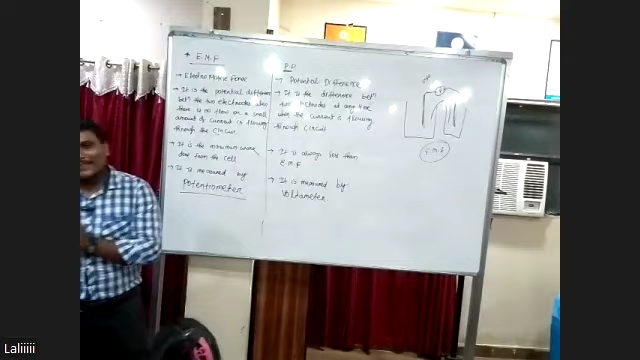 * E.M.F
→ Electro Motive Force
→ It is the potential difference
betn the two electrodes when
there is no flow or a small
amount of current is flowing
through the circuit
→ It is the maximum work
done from the cell
→ It is measured by
Potentiometer
P.D
→ Potential Difference
→ It is the difference betn
two electrodes at any time
when the current is flowing
through circuit
→ It is always less than
E.M.F
→ It is measured by
Voltameter
E.M.F
Laliiiii